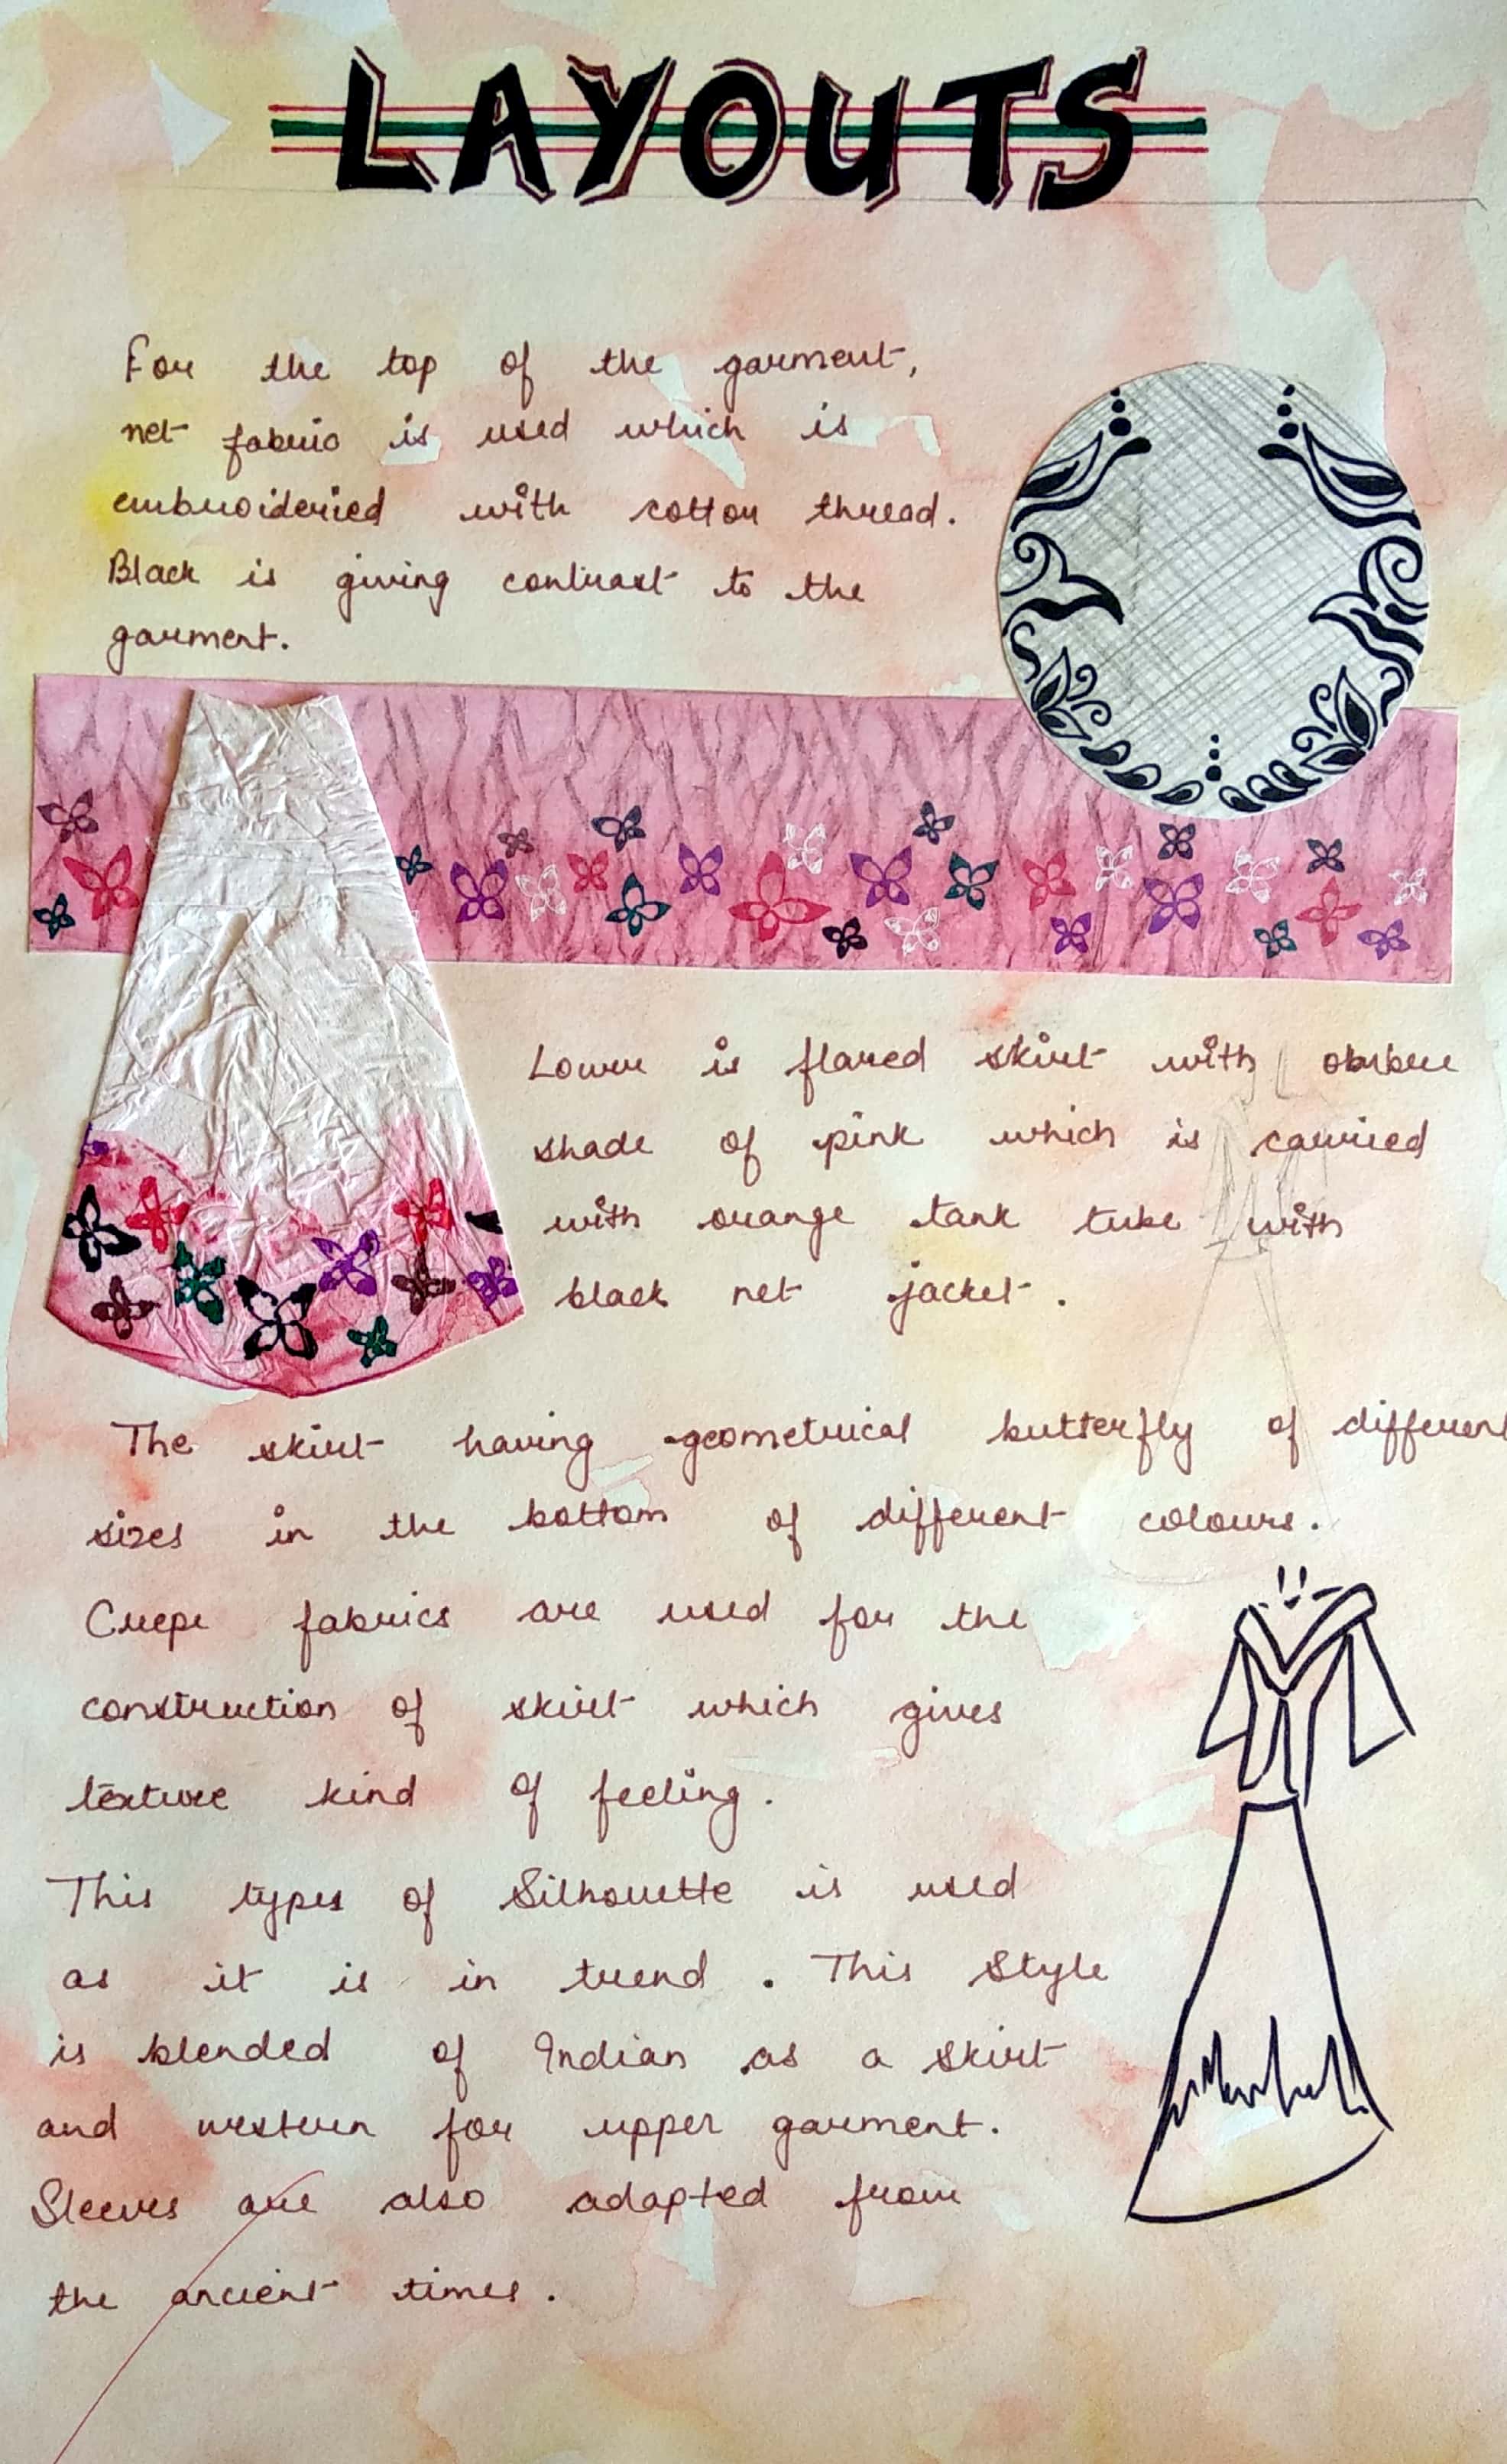 LAYOUTS
For the top of the garment,
net fabric is used which is
embroideried with cotton thread.
Black is giving contrast to the
garment.
Lower is flared skirt with ombre
shade of pink which is carried
with orange tank tube with
black net jacket.
The skirt having geometrical butterfly of different
sizes in the bottom of different colours.
Crepe fabrics are used for the
construction of skirt which gives
texture kind of feeling.
This types of Silhouette is used
as it is in trend. This Style
is blended of Indian as a skirt
and western for upper garment.
Sleeves are also adapted from
the ancient times.